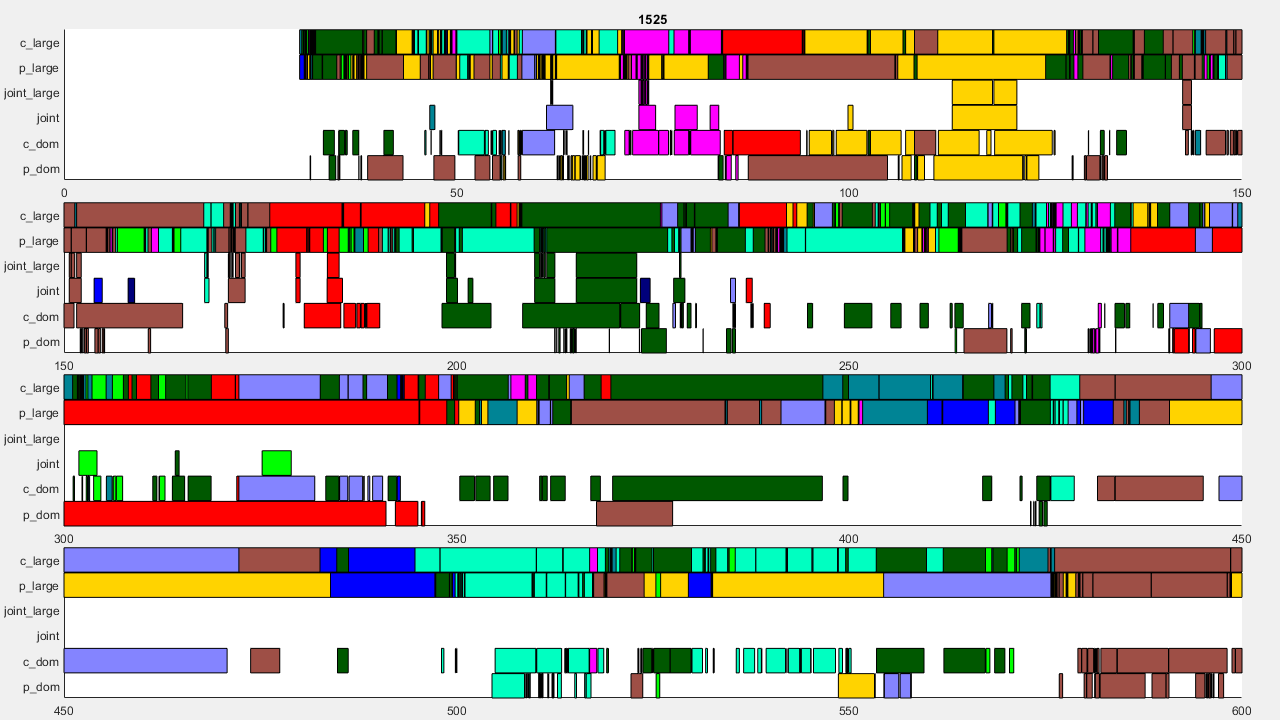 1525
c_large
p_large
joint_large
joint
c_dom
p_dom
0 50 100 150
c_large
p_large
joint_large
joint
c_dom
p_dom
150 200 250 300
c_large
p_large
joint_large
joint
c_dom
p_dom
300 350 400 450
c_large
p_large
joint_large
joint
c_dom
p_dom
450 500 550 600